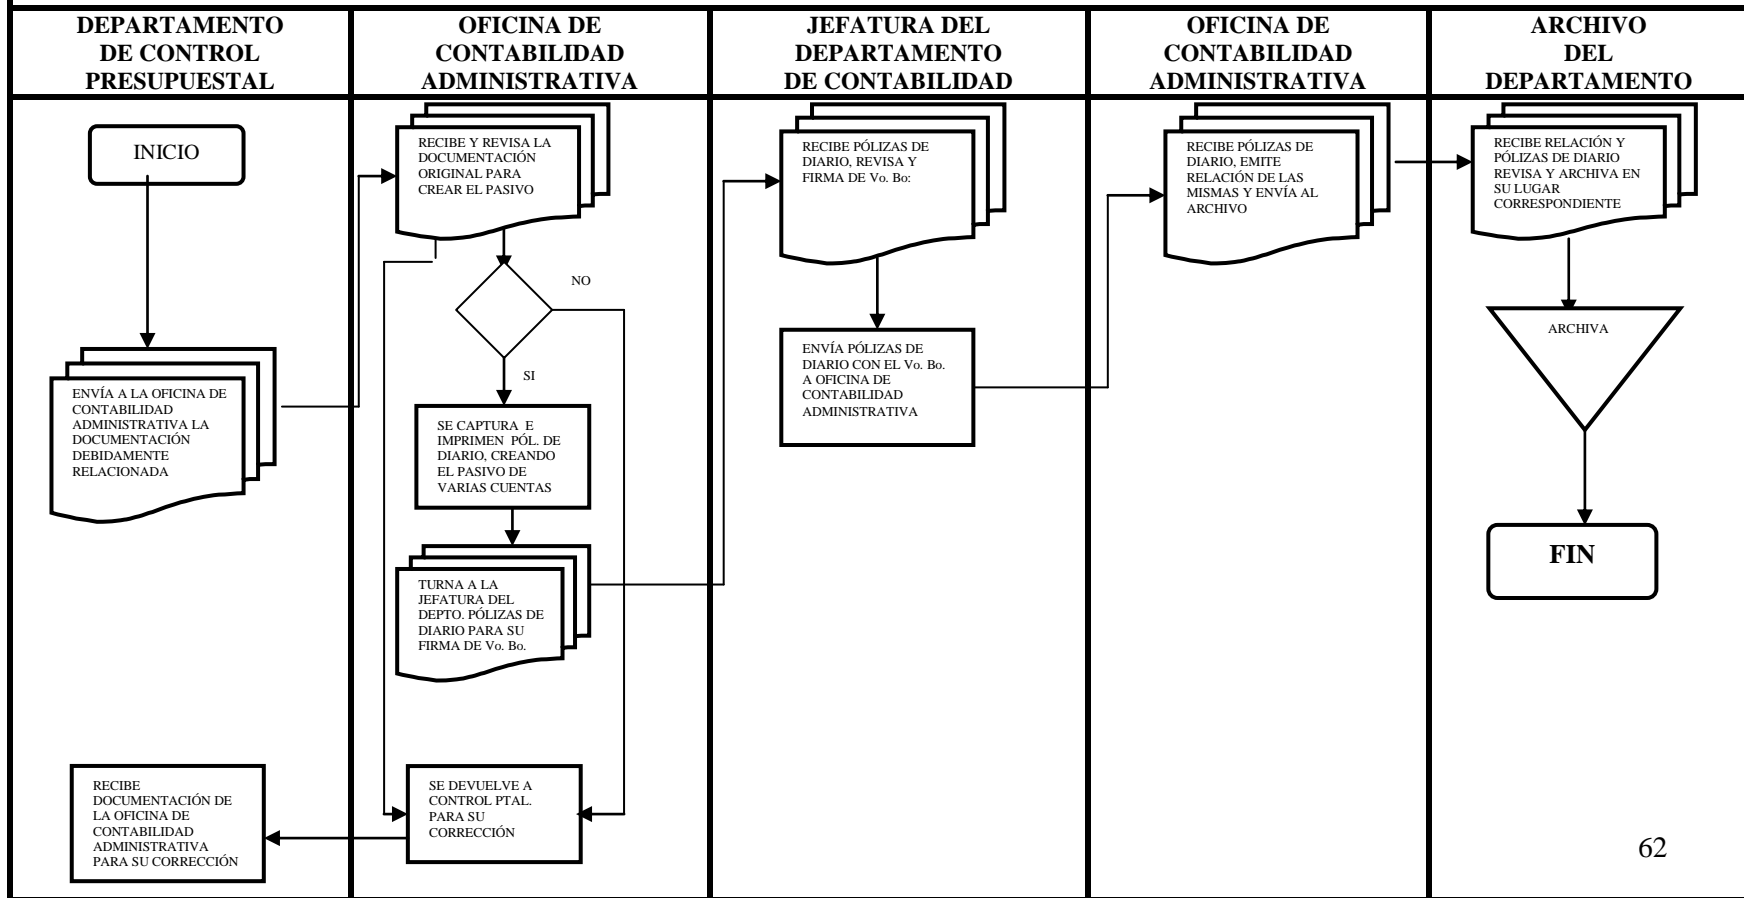 DEPARTAMENTO
DE CONTROL
PRESUPUESTAL
OFICINA DE
CONTABILIDAD
ADMINISTRATIVA
JEFATURA DEL
DEPARTAMENTO
DE CONTABILIDAD
OFICINA DE
CONTABILIDAD
ADMINISTRATIVA
ARCHIVO
DEL
DEPARTAMENTO
INICIO
ENVÍA A LA OFICINA DE
CONTABILIDAD
ADMINISTRATIVA LA
DOCUMENTACIÓN
DEBIDAMENTE
RELACIONADA
RECIBE
DOCUMENTACIÓN DE
LA OFICINA DE
CONTABILIDAD
ADMINISTRATIVA
PARA SU CORRECCIÓN
RECIBE Y REVISA LA
DOCUMENTACIÓN
ORIGINAL PARA
CREAR EL PASIVO
NO
SI
SE CAPTURA E
IMPRIMEN PÓL. DE
DIARIO, CREANDO
EL PASIVO DE
VARIAS CUENTAS
TURNA A LA
JEFATURA DEL
DEPTO. PÓLIZAS DE
DIARIO PARA SU
FIRMA DE Vo. Bo.
SE DEVUELVE A
CONTROL PTAL.
PARA SU
CORRECCIÓN
RECIBE PÓLIZAS DE
DIARIO, REVISA Y
FIRMA DE Vo. Bo:
ENVÍA PÓLIZAS DE
DIARIO CON EL Vo. Bo.
A OFICINA DE
CONTABILIDAD
ADMINISTRATIVA
RECIBE PÓLIZAS DE
DIARIO, EMITE
RELACIÓN DE LAS
MISMAS Y ENVÍA AL
ARCHIVO
RECIBE RELACIÓN Y
PÓLIZAS DE DIARIO
REVISA Y ARCHIVA EN
SU LUGAR
CORRESPONDIENTE
ARCHIVA
FIN
62